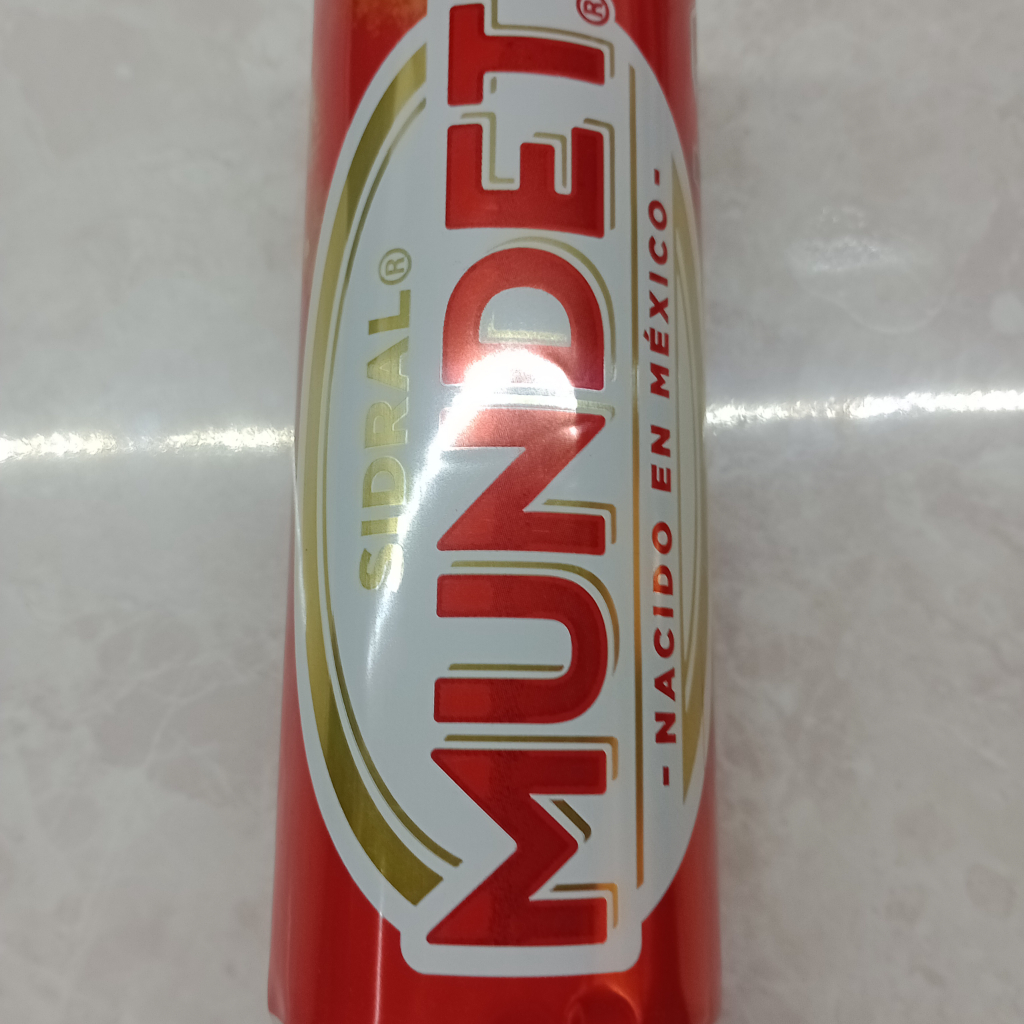 SIDRAL®
MUNDET®
- NACIDO EN MÉXICO -